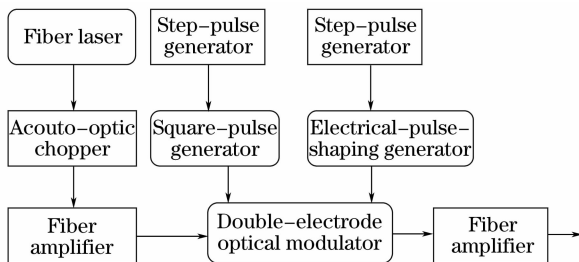 Fiber laser
Step-pulse
generator
Step-pulse
generator
Acouto-optic
chopper
Square-pulse
generator
Electrical-pulse-
shaping generator
Fiber
amplifier
Double-electrode
optical modulator
Fiber
amplifier